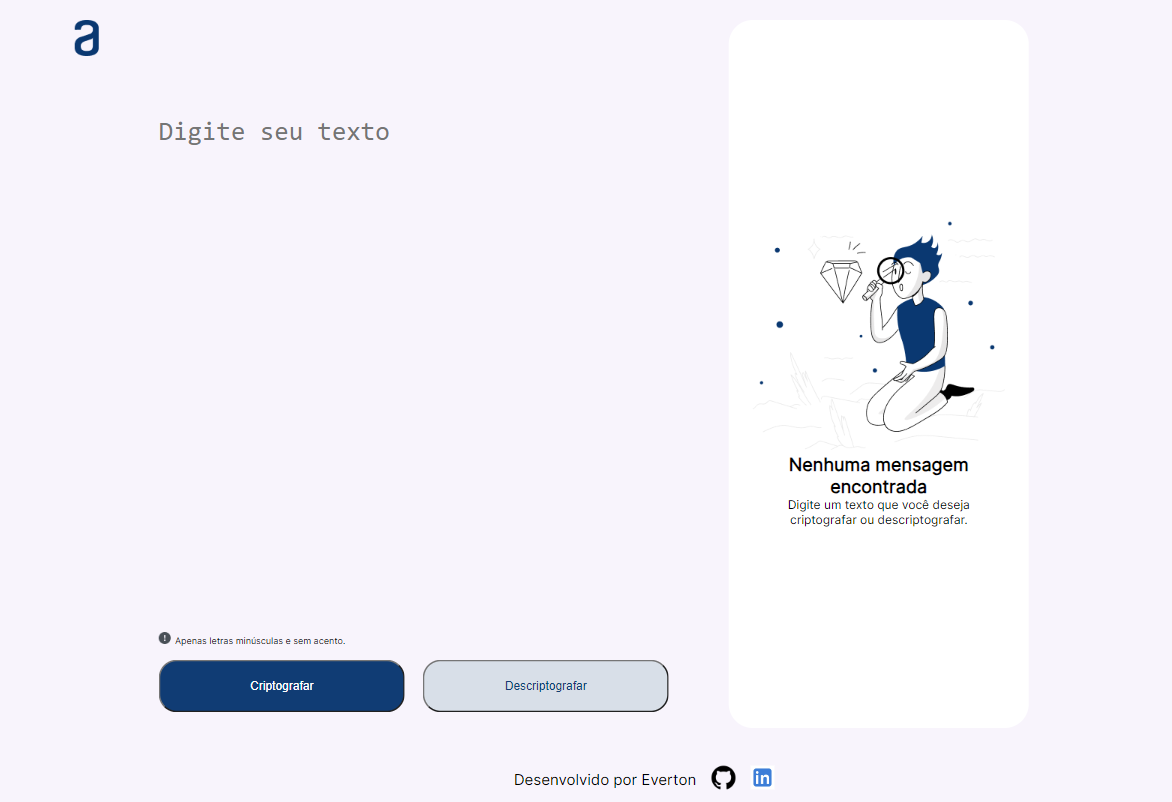 a
Digite seu texto
Nenhuma mensagem
encontrada
Digite um texto que você deseja
criptografar ou descriptografar.
! Apenas letras minúsculas e sem acento.
Criptografar
Descriptografar
Desenvolvido por Everton
in